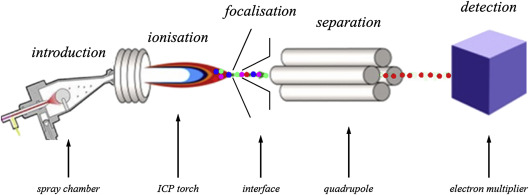 introduction
ionisation
focalisation
separation
detection
spray chamber
ICP torch
interface
quadrupole
electron multiplier